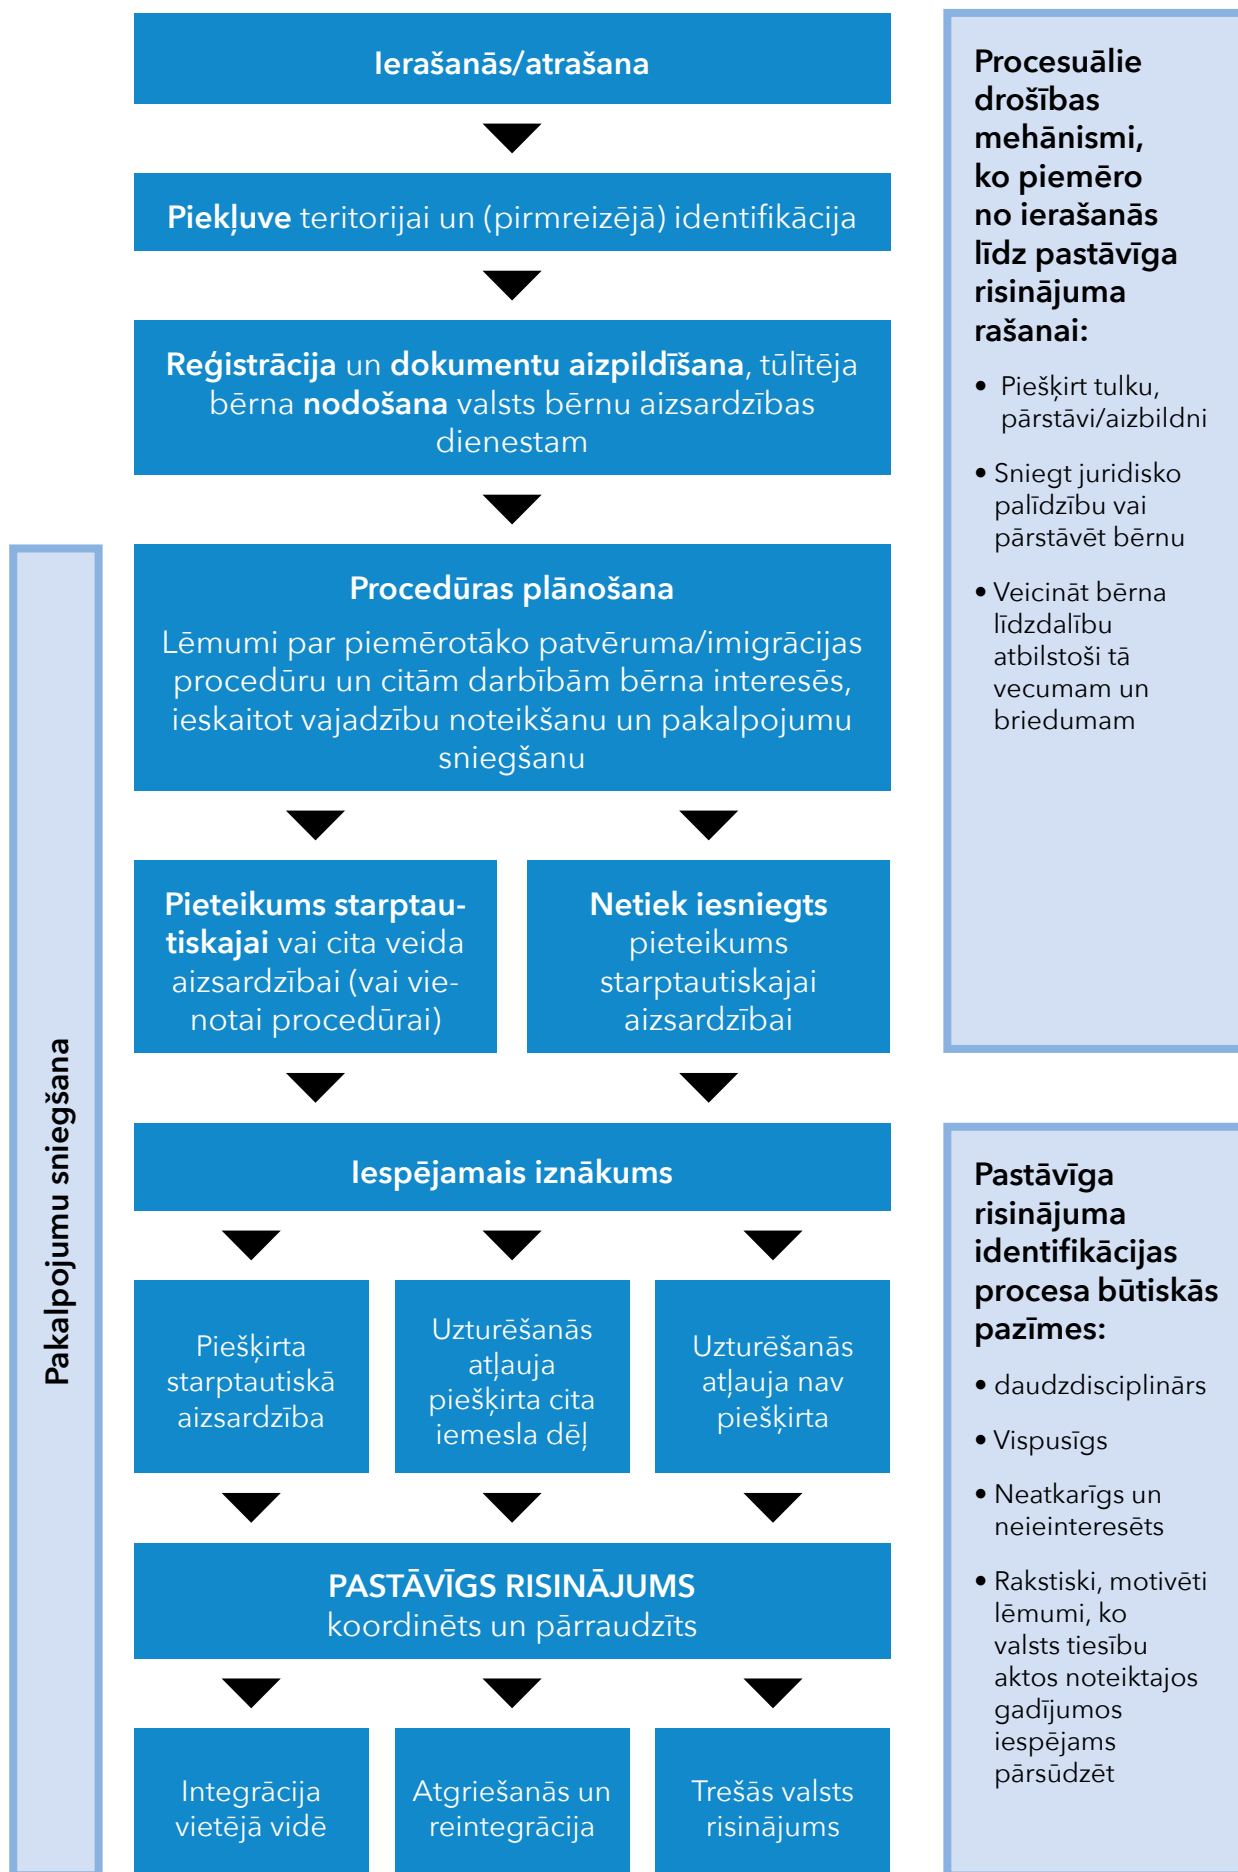 Ierašanās/atrašana
Piekļuve teritorijai un (pirmreizējā) identifikācija
Reģistrācija un dokumentu aizpildīšana, tūlītēja
bērna nodošana valsts bērnu aizsardzības
dienestam
Procedūras plānošana
Lēmumi par piemērotāko patvēruma/imigrācijas
procedūru un citām darbībām bērna interesēs,
ieskaitot vajadzību noteikšanu un pakalpojumu
sniegšanu
Pieteikums starptau-
tiskajai vai cita veida
aizsardzībai (vai vie-
notai procedūrai)
Netiek iesniegts
pieteikums
starptautiskajai
aizsardzībai
Iespējamais iznākums
Piešķirta
starptautiskā
aizsardzība
Uzturēšanās
atļauja
piešķirta cita
iemesla dēļ
Uzturēšanās
atļauja nav
piešķirta
PASTĀVĪGS RISINĀJUMS
koordinēts un pārraudzīts
Integrācija
vietējā vidē
Atgriešanās un
reintegrācija
Trešās valsts
risinājums
Pakalpojumu sniegšana
Procesuālie
drošības
mehānismi,
ko piemēro
no ierašanās
līdz pastāvīga
risinājuma
rašanai:
• Piešķirt tulku,
pārstāvi/aizbildni
• Sniegt juridisko
palīdzību vai
pārstāvēt bērnu
• Veicināt bērna
līdzdalību
atbilstoši tā
vecumam un
briedumam
Pastāvīga
risinājuma
identifikācijas
procesa būtiskās
pazīmes:
• daudzdisciplinārs
• Vispusīgs
• Neatkarīgs un
neieinteresēts
• Rakstiski, motivēti
lēmumi, ko
valsts tiesību
aktos noteiktajos
gadījumos
iespējams
pārsūdzēt